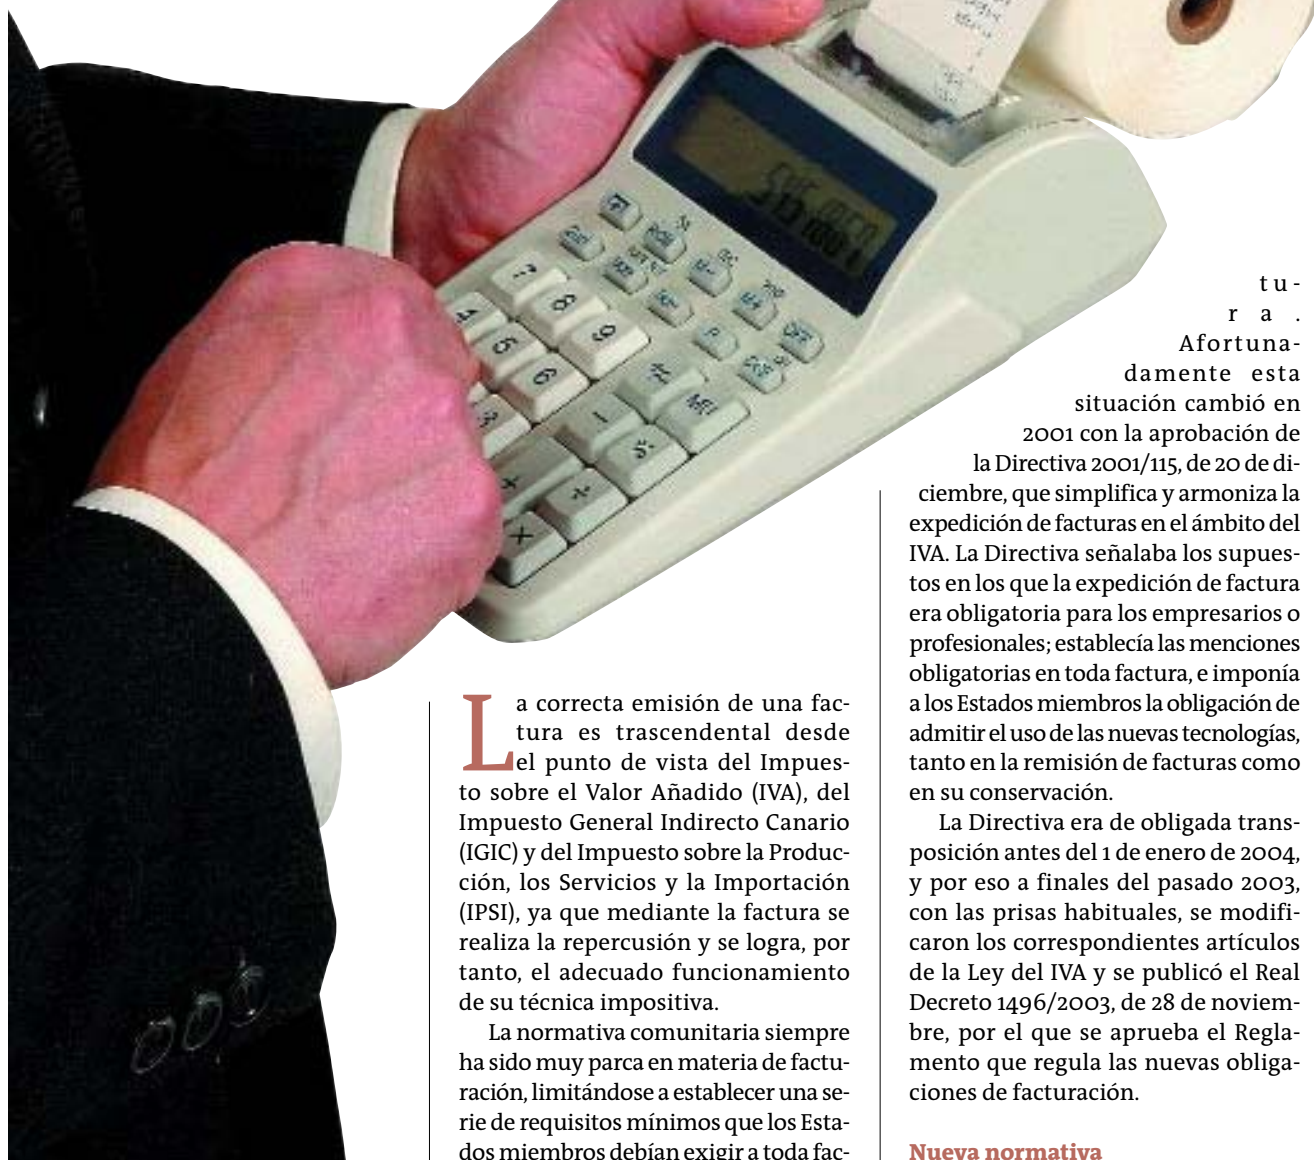 La correcta emisión de una fac-
tura es trascendental desde
el punto de vista del Impues-
to sobre el Valor Añadido (IVA), del
Impuesto General Indirecto Canario
(IGIC) y del Impuesto sobre la Produc-
ción, los Servicios y la Importación
(IPSI), ya que mediante la factura se
realiza la repercusión y se logra, por
tanto, el adecuado funcionamiento
de su técnica impositiva.
La normativa comunitaria siempre
ha sido muy parca en materia de factu-
ración, limitándose a establecer una se-
rie de requisitos mínimos que los Esta-
dos miembros debían exigir a toda fac-
tu-
ra.
Afortuna-
damente esta
situación cambió en
2001 con la aprobación de
la Directiva 2001/115, de 20 de di-
ciembre, que simplifica y armoniza la
expedición de facturas en el ámbito del
IVA. La Directiva señalaba los supues-
tos en los que la expedición de factura
era obligatoria para los empresarios o
profesionales; establecía las menciones
obligatorias en toda factura, e imponía
a los Estados miembros la obligación de
admitir el uso de las nuevas tecnologías,
tanto en la remisión de facturas como
en su conservación.
La Directiva era de obligada trans-
posición antes del 1 de enero de 2004,
y por eso a finales del pasado 2003,
con las prisas habituales, se modifi-
caron los correspondientes artículos
de la Ley del IVA y se publicó el Real
Decreto 1496/2003, de 28 de noviem-
bre, por el que se aprueba el Regla-
mento que regula las nuevas obliga-
ciones de facturación.
Nueva normativa
7
8
9
4
5
6
3
+
÷
×
−
OFF